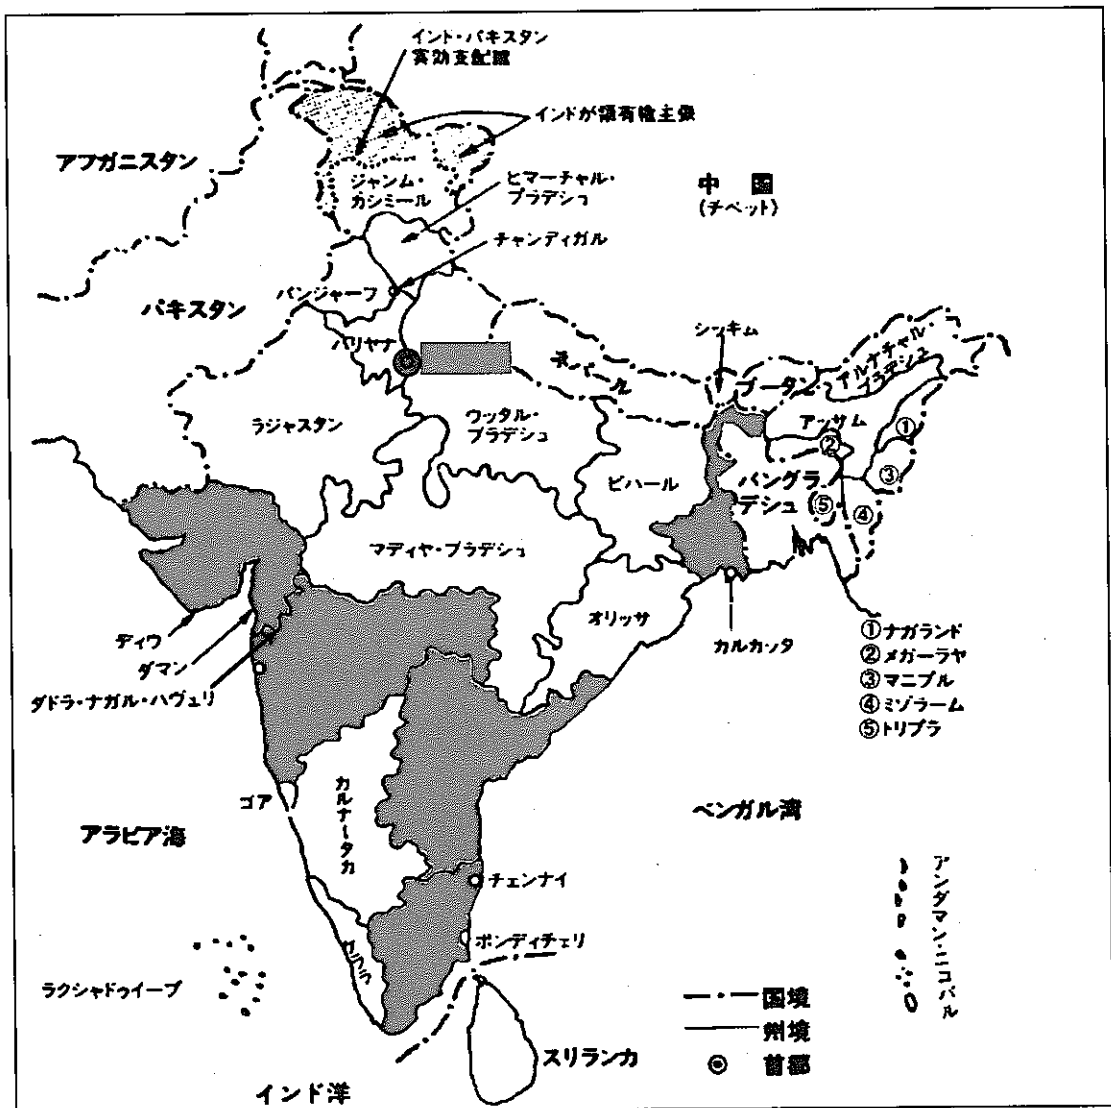 インド・パキスタン
実効支配線
インドが領有権主張
アフガニスタン
ジャンム・
カシミール
ヒマーチャル・
プラデシュ
中国
(チベット)
チャンディガル
パンジャーブ
パキスタン
ハリヤナ
シッキム
ネパール
ブータン
アルナチャル・
プラデシュ
ラジャスタン
ウッタル・
プラデシュ
アッサム
①
②
ビハール
バングラ
デシュ
③
⑤
④
マディヤ・プラデシュ
オリッサ
カルカッタ
ディウ
ダマン
ダドラ・ナガル・ハヴェリ
①ナガランド
②メガーラヤ
③マニプル
④ミゾラーム
⑤トリプラ
ゴア
カルナータカ
アラビア海
ベンガル湾
チェンナイ
ポンディチェリ
ケララ
ラクシャドゥイープ
アンダマン・ニコバル
国境
州境
首都
スリランカ
インド洋